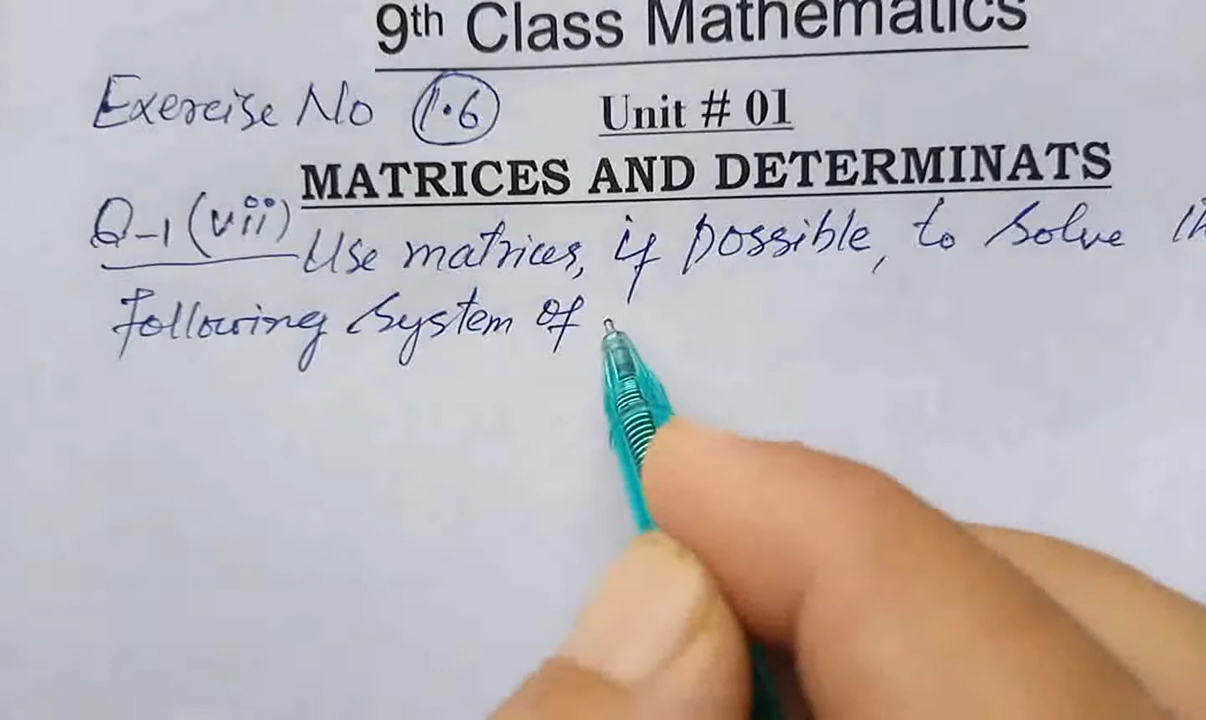 9th Class Mathematics
Exercise No 1.6
Unit # 01
MATRICES AND DETERMINATS
Q-1 (vii) Use matrices, if possible, to solve
following system of